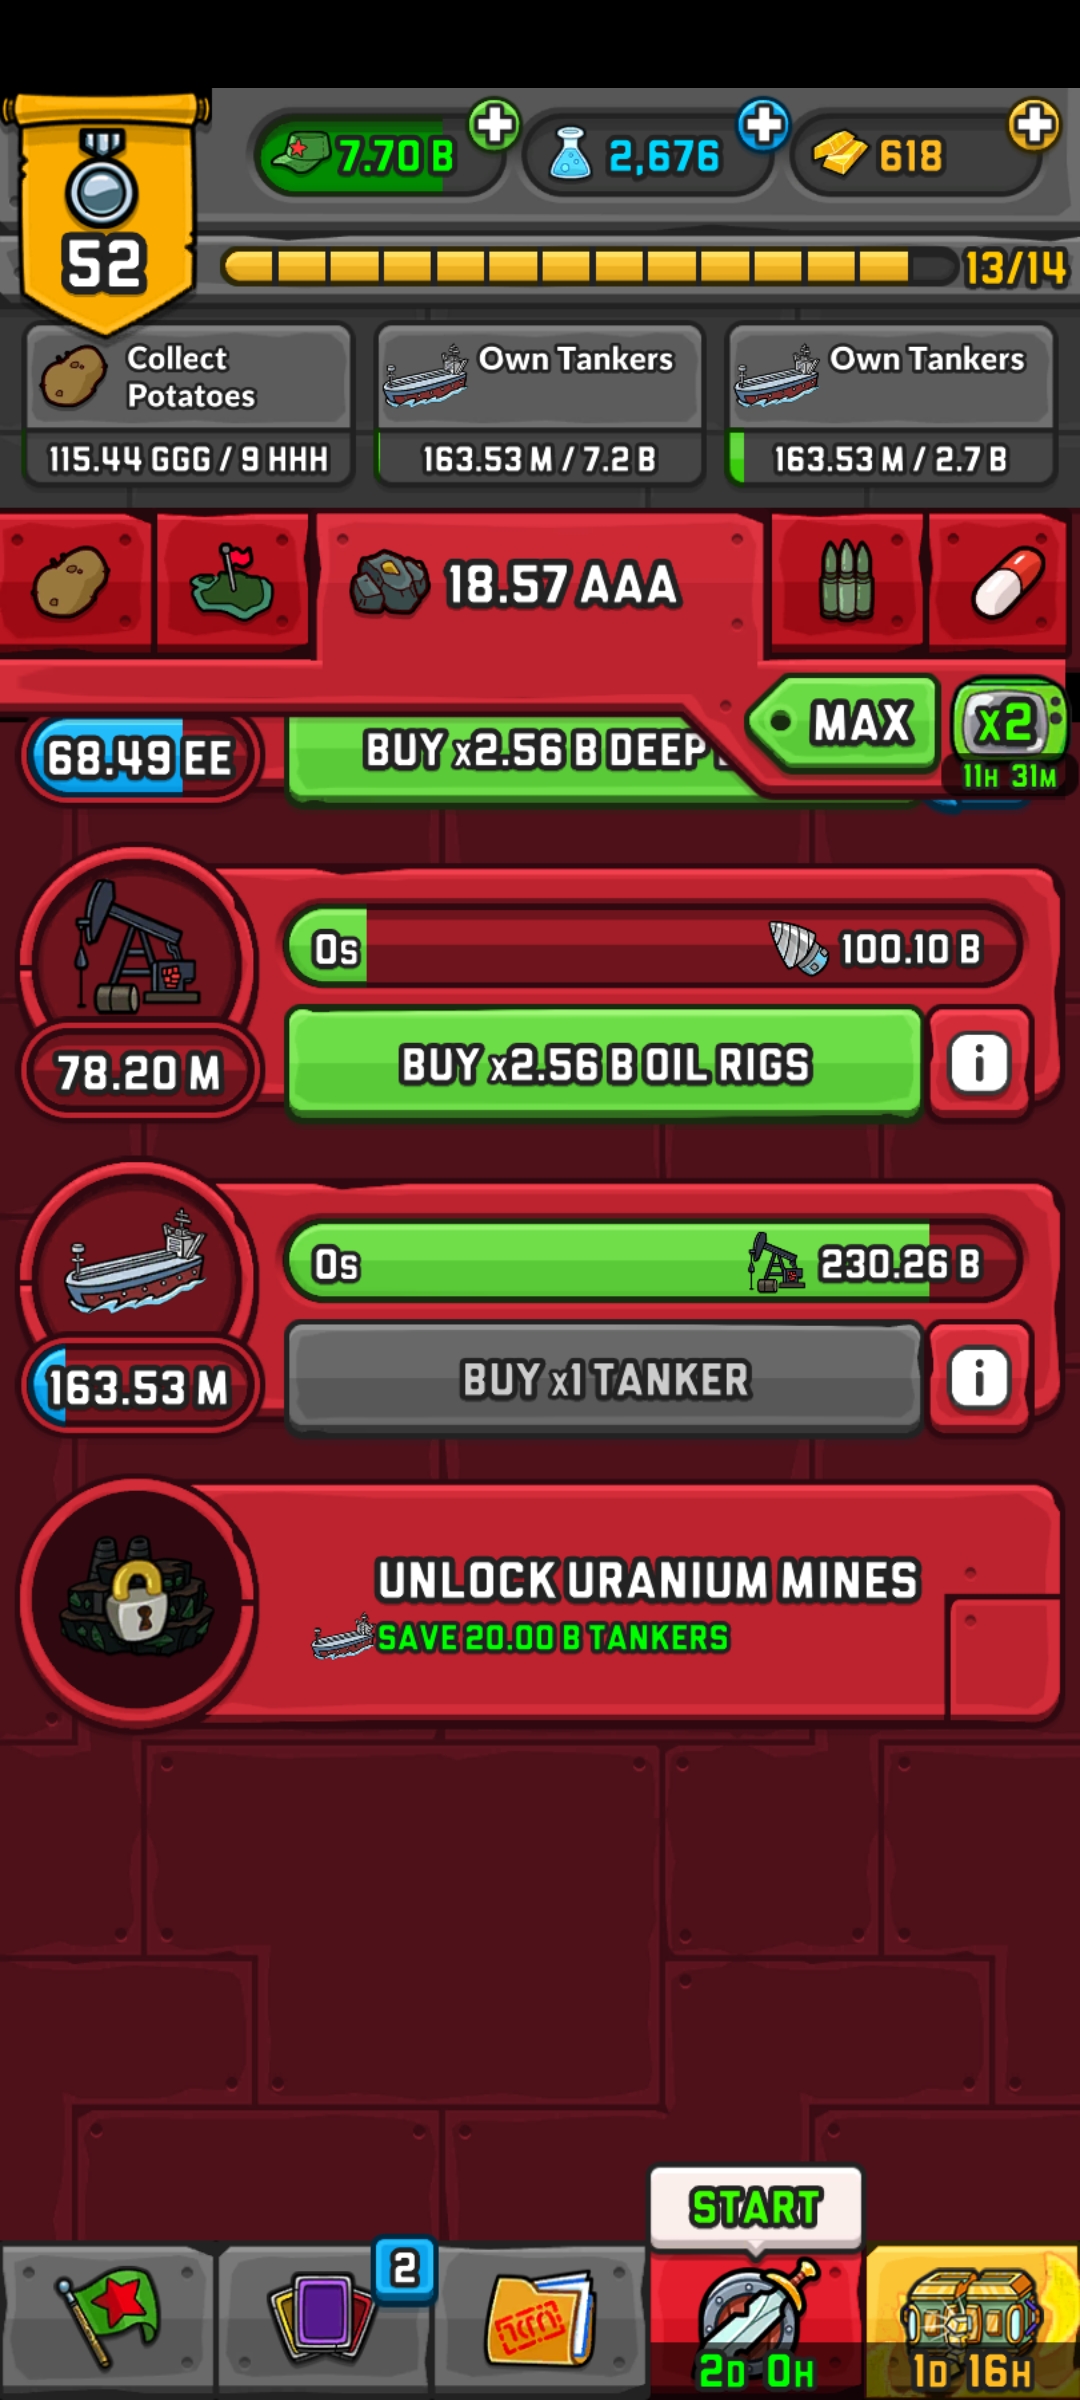 52
7.70 B
2,676
618
13/14
Collect
Potatoes
115.44 GGG / 9 HHH
Own Tankers
163.53 M / 7.2 B
Own Tankers
163.53 M / 2.7 B
18.57 AAA
MAX
x2
11H 31M
68.49 EE
BUY x2.56 B DEEP
0s
100.10 B
78.20 M
BUY x2.56 B OIL RIGS
i
0s
230.26 B
163.53 M
BUY x1 TANKER
i
UNLOCK URANIUM MINES
SAVE 20.00 B TANKERS
START
2
2D 0H
1D 16H